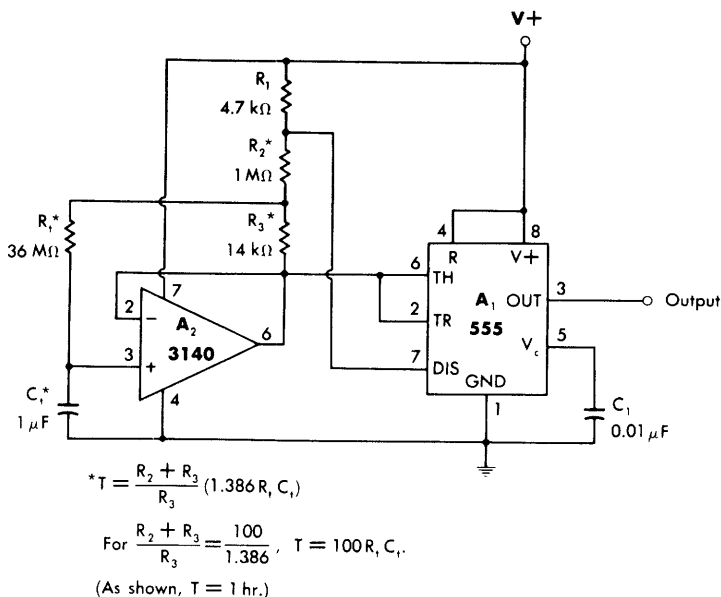 V+
R₁
4.7 kΩ
R₂*
1 MΩ
Rₜ*
36 MΩ
R₃*
14 kΩ
4
8
R
V+
6
TH
7
2
−
A₂
3140
6
3
+
4
A₁
555
OUT
3
Output
2
TR
V꜀
5
7
DIS
GND
1
Cₜ*
1 μF
C₁
0.01 μF
*T = (R₂ + R₃)/R₃ (1.386 Rₜ Cₜ)
For (R₂ + R₃)/R₃ = 100/1.386, T = 100 Rₜ Cₜ.
(As shown, T = 1 hr.)